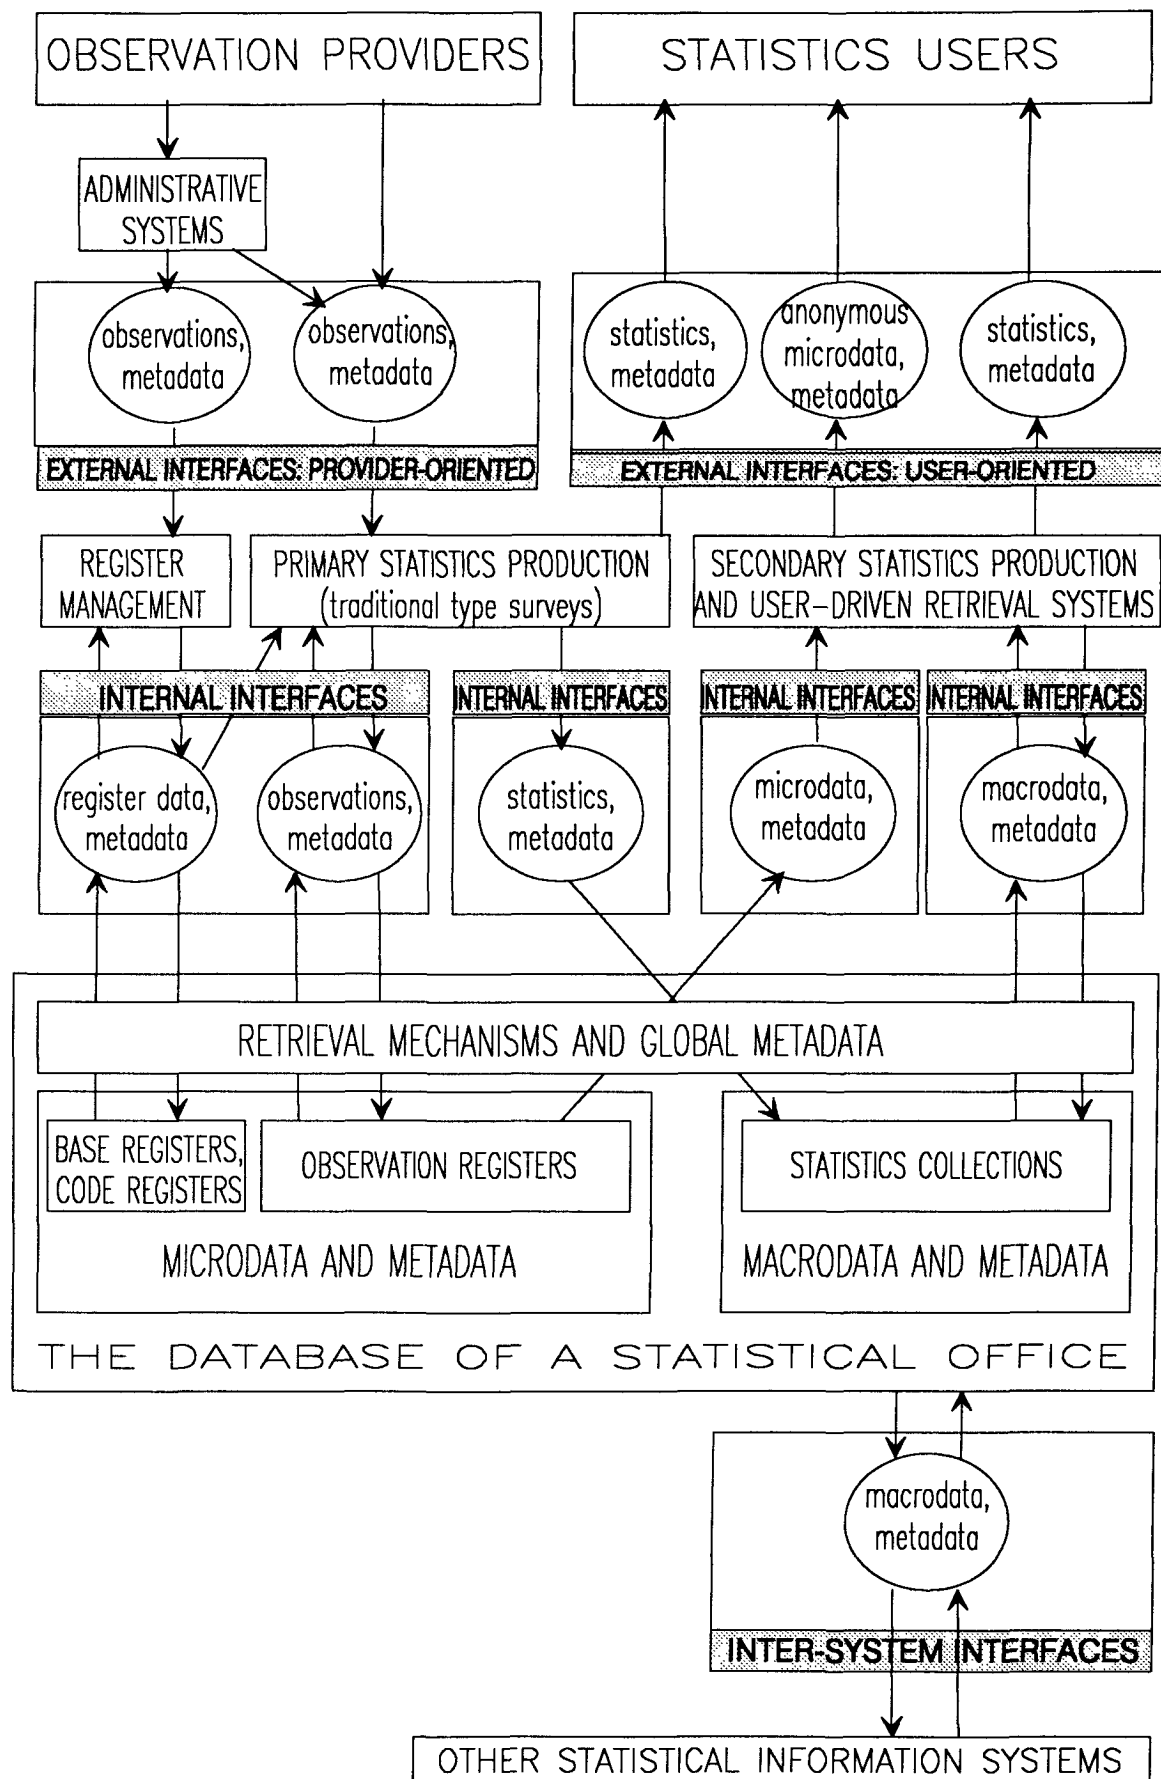 OBSERVATION PROVIDERS
STATISTICS USERS
ADMINISTRATIVE
SYSTEMS
observations,
metadata
observations,
metadata
statistics,
metadata
anonymous
microdata,
metadata
statistics,
metadata
EXTERNAL INTERFACES: PROVIDER-ORIENTED
EXTERNAL INTERFACES: USER-ORIENTED
REGISTER
MANAGEMENT
PRIMARY STATISTICS PRODUCTION
(traditional type surveys)
SECONDARY STATISTICS PRODUCTION
AND USER-DRIVEN RETRIEVAL SYSTEMS
INTERNAL INTERFACES
INTERNAL INTERFACES
INTERNAL INTERFACES
INTERNAL INTERFACES
register data,
metadata
observations,
metadata
statistics,
metadata
microdata,
metadata
macrodata,
metadata
RETRIEVAL MECHANISMS AND GLOBAL METADATA
BASE REGISTERS,
CODE REGISTERS
OBSERVATION REGISTERS
STATISTICS COLLECTIONS
MICRODATA AND METADATA
MACRODATA AND METADATA
THE DATABASE OF A STATISTICAL OFFICE
macrodata,
metadata
INTER-SYSTEM INTERFACES
OTHER STATISTICAL INFORMATION SYSTEMS